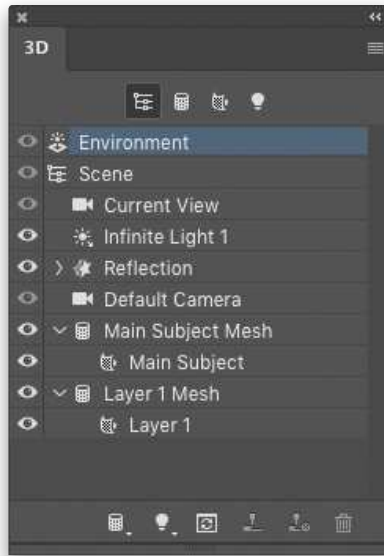 3D
Environment
Scene
Current View
Infinite Light 1
Reflection
Default Camera
Main Subject Mesh
Main Subject
Layer 1 Mesh
Layer 1